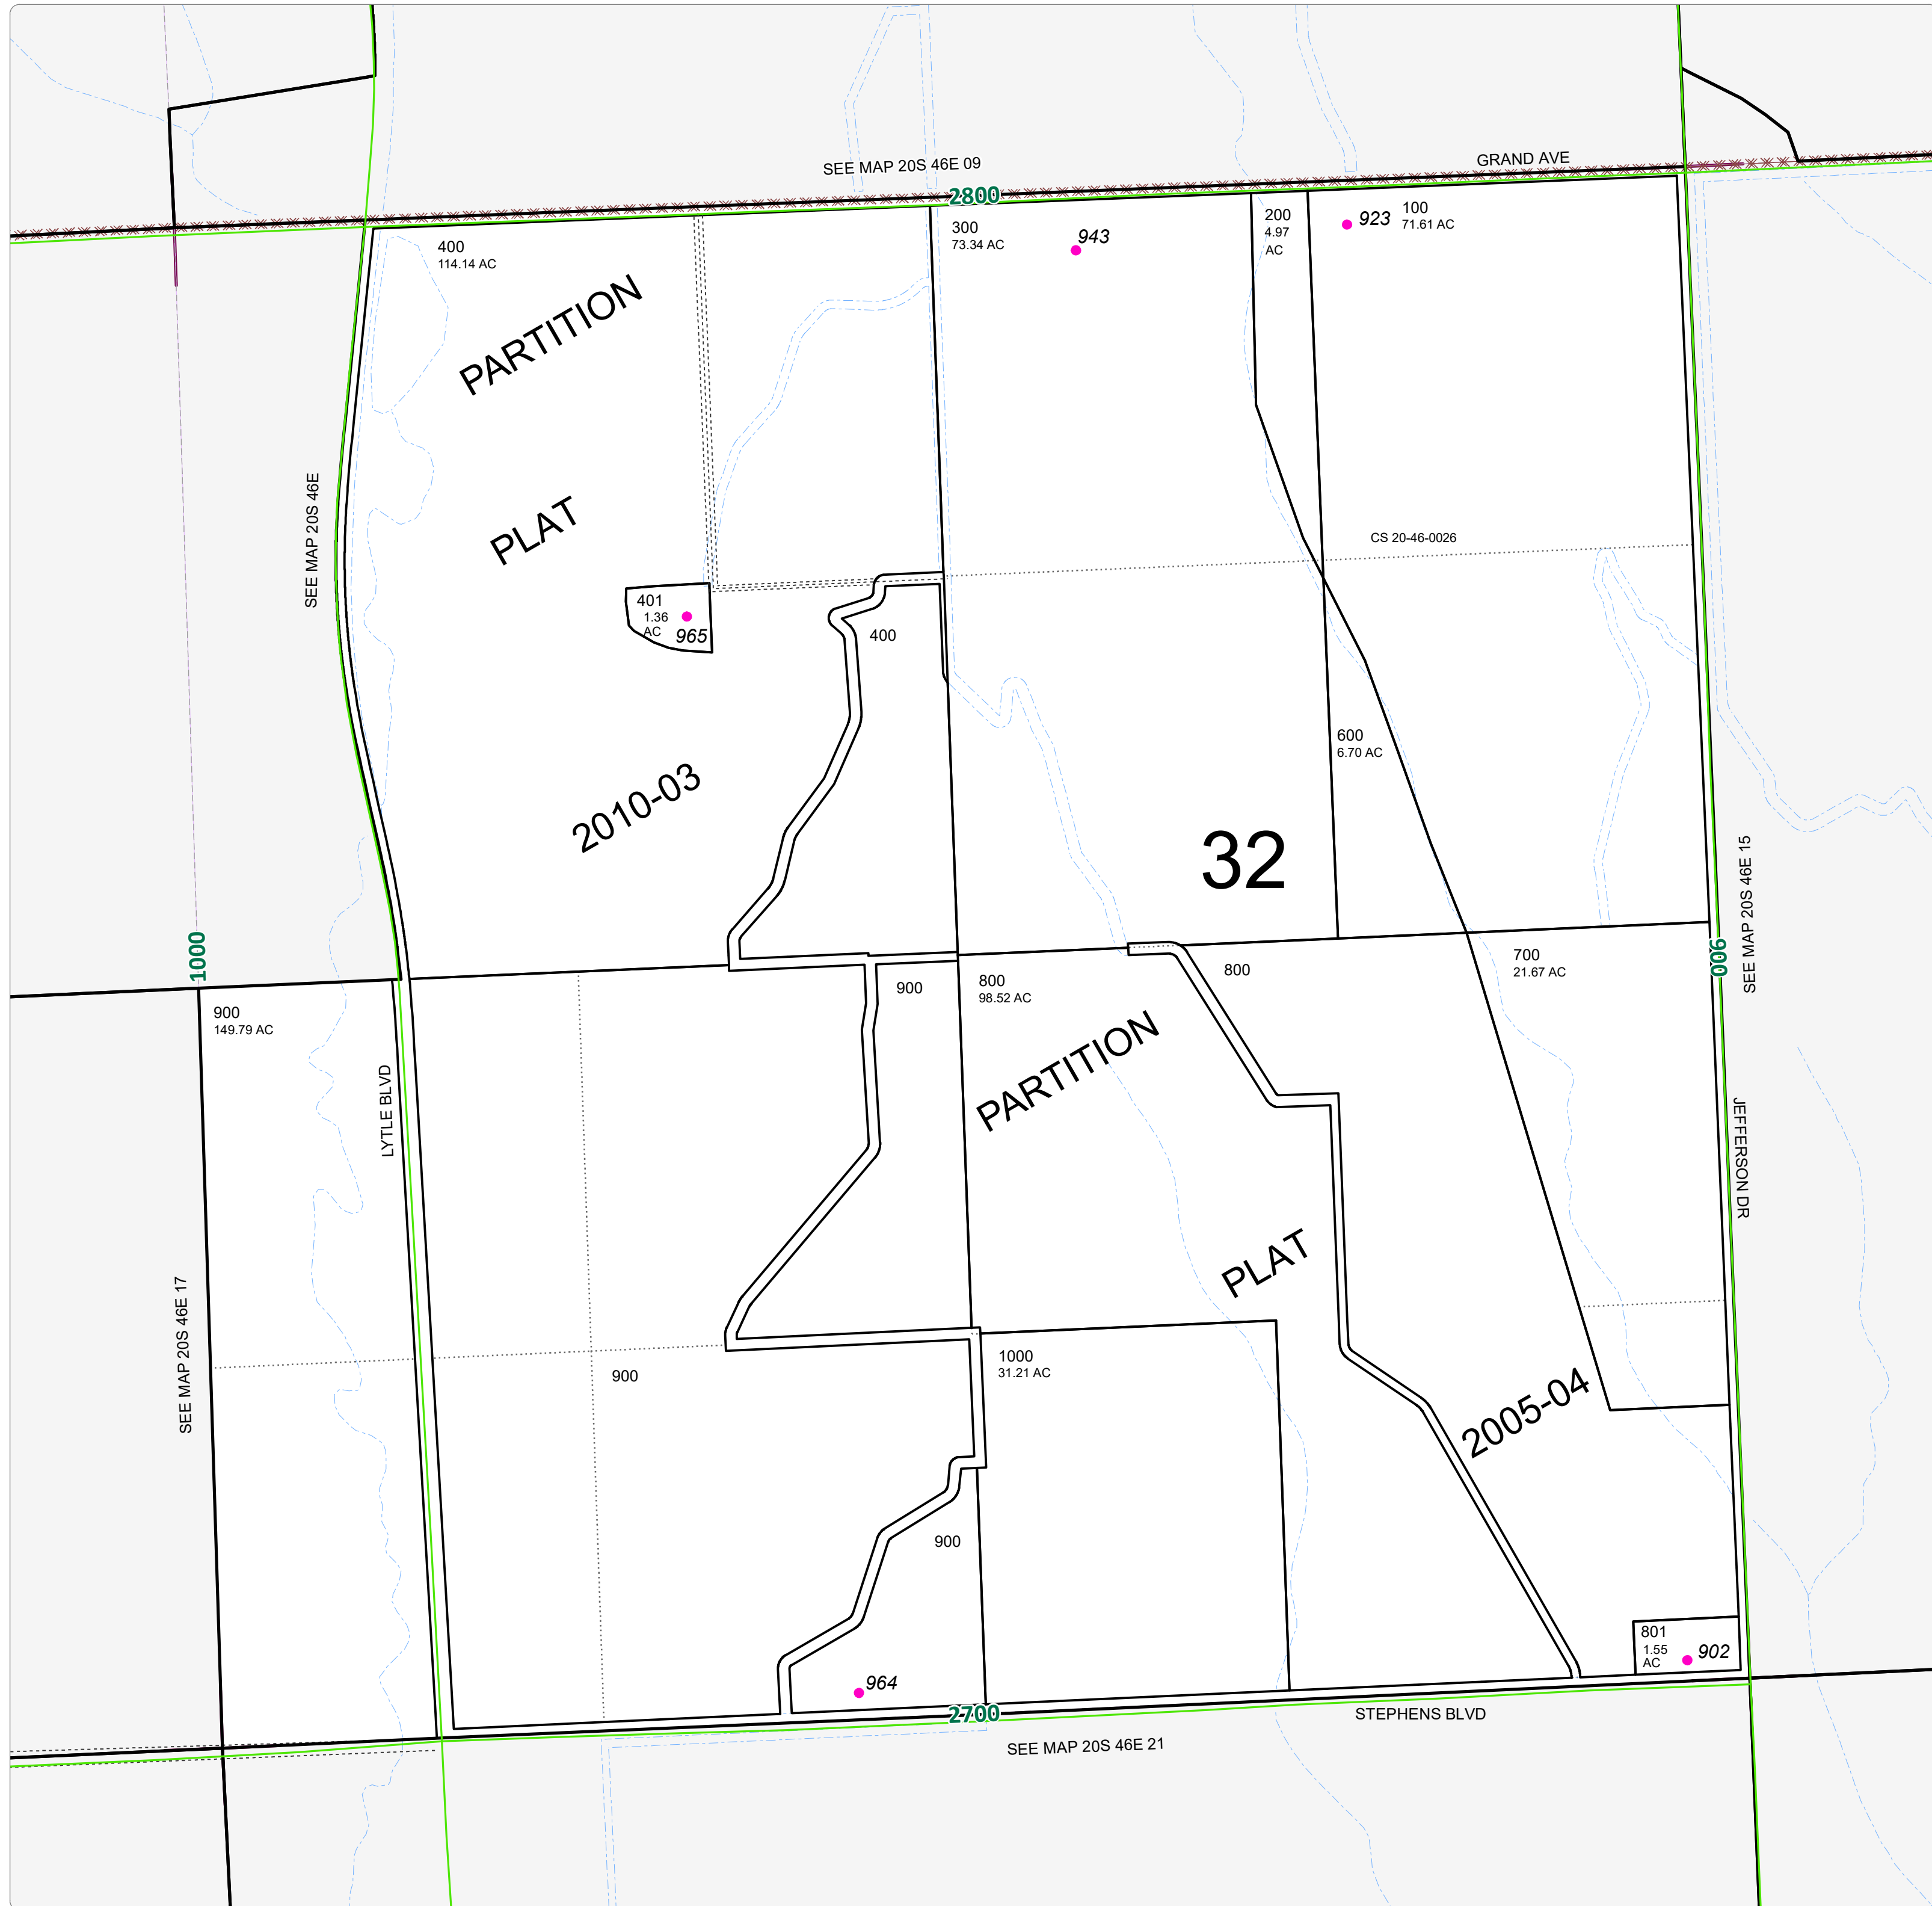 SEE MAP 20S 46E 09
GRAND AVE
2800
400
114.14 AC
300
73.34 AC
943
200
4.97
AC
923
100
71.61 AC
PARTITION
SEE MAP 20S 46E
PLAT
CS 20-46-0026
401
1.36
AC
965
400
2010-03
600
6.70 AC
32
SEE MAP 20S 46E 15
1000
900
900
149.79 AC
900
800
98.52 AC
800
700
21.67 AC
LYTLE BLVD
PARTITION
JEFFERSON DR
PLAT
SEE MAP 20S 46E 17
900
1000
31.21 AC
2005-04
900
801
1.55
AC
902
964
2700
STEPHENS BLVD
SEE MAP 20S 46E 21